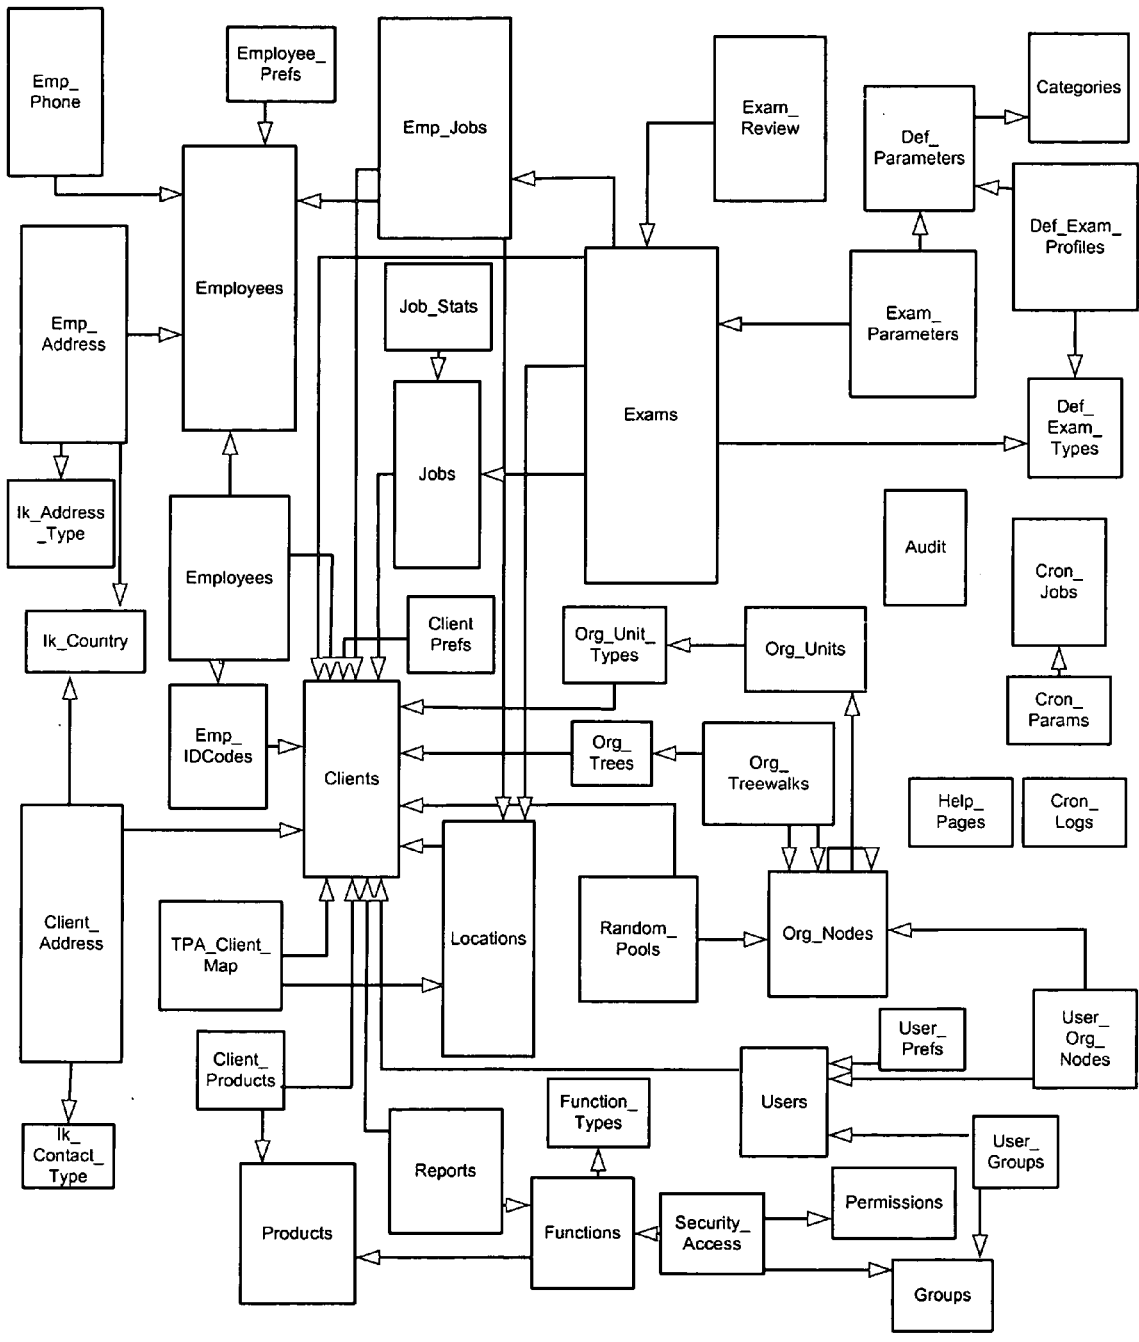 Emp_
Phone
Employee_
Prefs
Emp_Jobs
Exam_
Review
Def_
Parameters
Categories
Employees
Def_Exam_
Profiles
Emp_
Address
Job_Stats
Exam_
Parameters
Exams
Def_
Exam_
Types
Jobs
Ik_Address
_Type
Employees
Audit
Cron_
Jobs
Ik_Country
Client
Prefs
Org_Unit_
Types
Org_Units
Cron_
Params
Emp_
IDCodes
Clients
Org_
Trees
Org_
Treewalks
Help_
Pages
Cron_
Logs
Client_
Address
TPA_Client_
Map
Locations
Random_
Pools
Org_Nodes
User_
Org_
Nodes
User_
Prefs
Client_
Products
Users
Function_
Types
Ik_
Contact_
Type
Reports
User_
Groups
Permissions
Products
Functions
Security_
Access
Groups